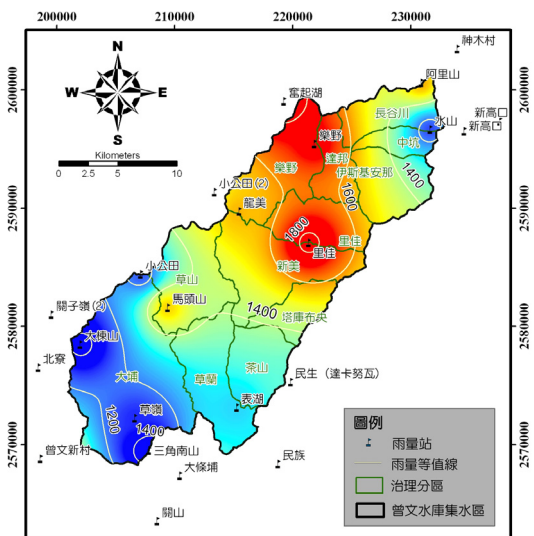 200000 210000 220000 230000
神木村
2600000
N
W E
S
Kilometers
0 2.5 5 10
阿里山
奮起湖
長谷川
水山
新高口
新高口
2600000
樂野
中坑
達邦
樂野
伊斯基安那
1400
小公田(2)
1600
龍美
2590000
2590000
1800
里佳
里佳
新美
小公田
草山
馬頭山
關子嶺(2)
1400
塔庫布央
2580000
2580000
大棟山
北寮
大埔
草蘭
茶山
民生（達卡努瓦）
表湖
1200
草嶺
1400
圖例
雨量站
雨量等值線
治理分區
曾文水庫集水區
2570000
2570000
曾文新村
三角南山
民族
大條埔
關山